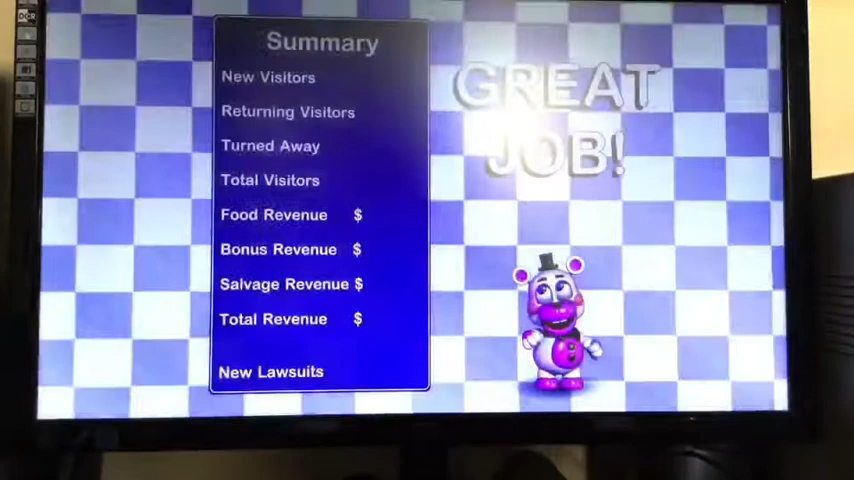 Summary
New Visitors
Returning Visitors
Turned Away
Total Visitors
Food Revenue $
Bonus Revenue $
Salvage Revenue $
Total Revenue $
New Lawsuits
GREAT
JOB!